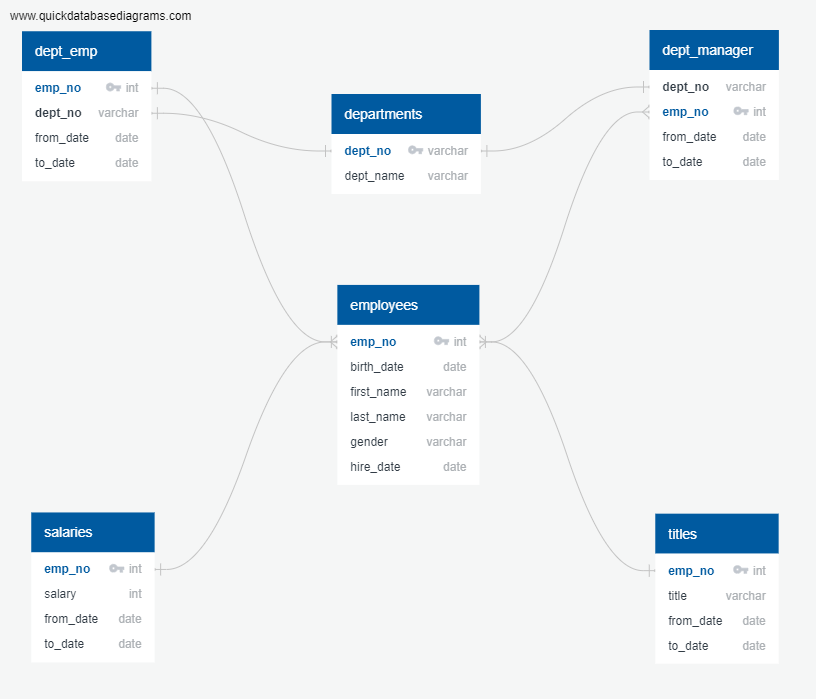 www.quickdatabasediagrams.com
dept_emp
emp_no int
dept_no varchar
from_date date
to_date date
departments
dept_no varchar
dept_name varchar
dept_manager
dept_no varchar
emp_no int
from_date date
to_date date
employees
emp_no int
birth_date date
first_name varchar
last_name varchar
gender varchar
hire_date date
salaries
emp_no int
salary int
from_date date
to_date date
titles
emp_no int
title varchar
from_date date
to_date date